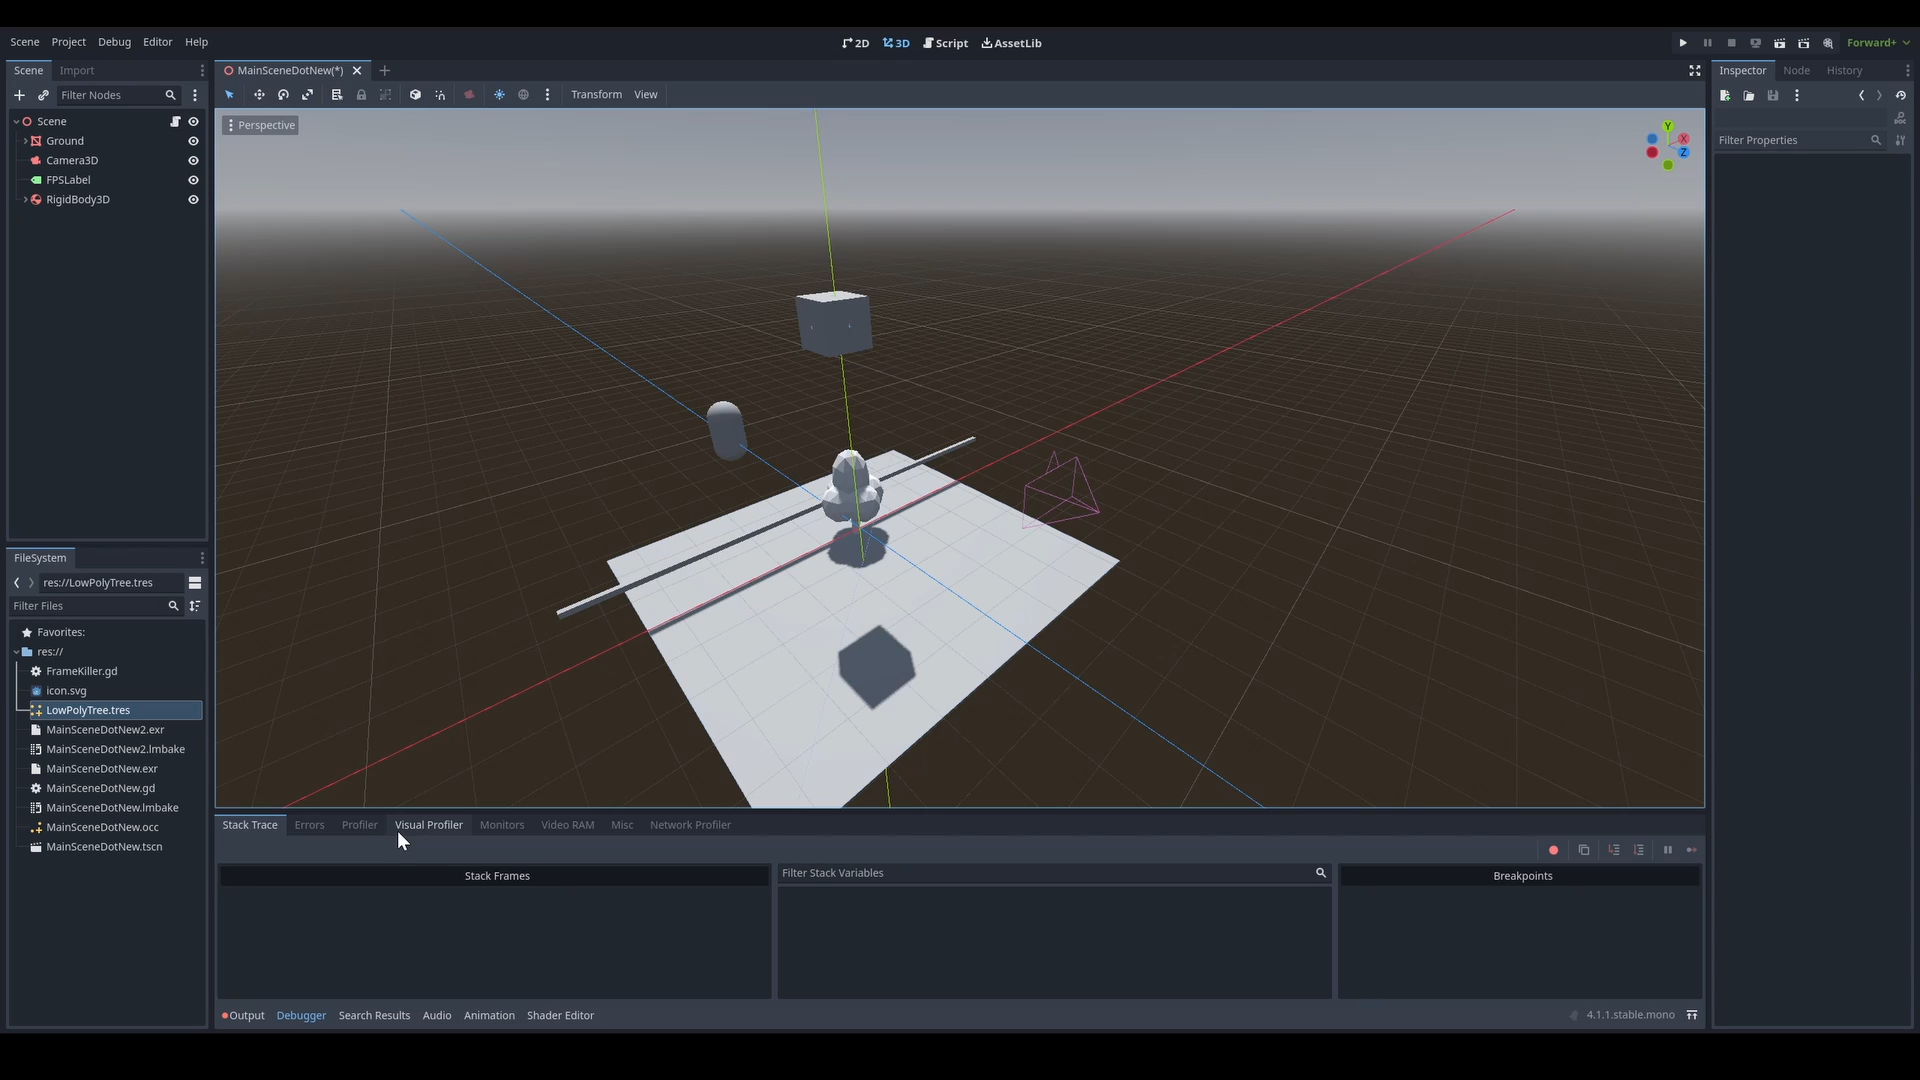 Scene Project Debug Editor Help
2D 3D Script AssetLib
Forward+
Scene Import
MainSceneDotNew(*)
Inspector Node History
Filter Nodes
Transform View
Scene
Ground
Camera3D
FPSLabel
RigidBody3D
Perspective
Y
X
Z
DOC
Filter Properties
FileSystem
res://LowPolyTree.tres
Filter Files
Favorites:
res://
FrameKiller.gd
icon.svg
LowPolyTree.tres
MainSceneDotNew2.exr
MainSceneDotNew2.lmbake
MainSceneDotNew.exr
MainSceneDotNew.gd
MainSceneDotNew.lmbake
MainSceneDotNew.occ
MainSceneDotNew.tscn
Stack Trace Errors Profiler Visual Profiler Monitors Video RAM Misc Network Profiler
Stack Frames
Filter Stack Variables
Breakpoints
Output Debugger Search Results Audio Animation Shader Editor
4.1.1.stable.mono